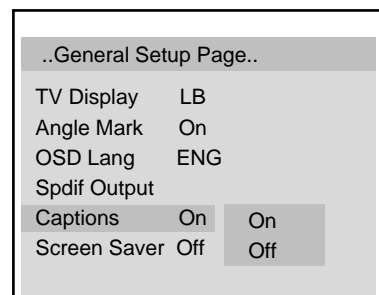 ..General Setup Page..
TV Display LB
Angle Mark On
OSD Lang ENG
Spdif Output
Captions On On
Screen Saver Off Off